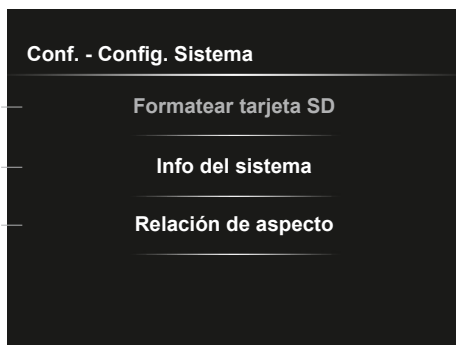 Conf. - Config. Sistema
Formatear tarjeta SD
Info del sistema
Relación de aspecto